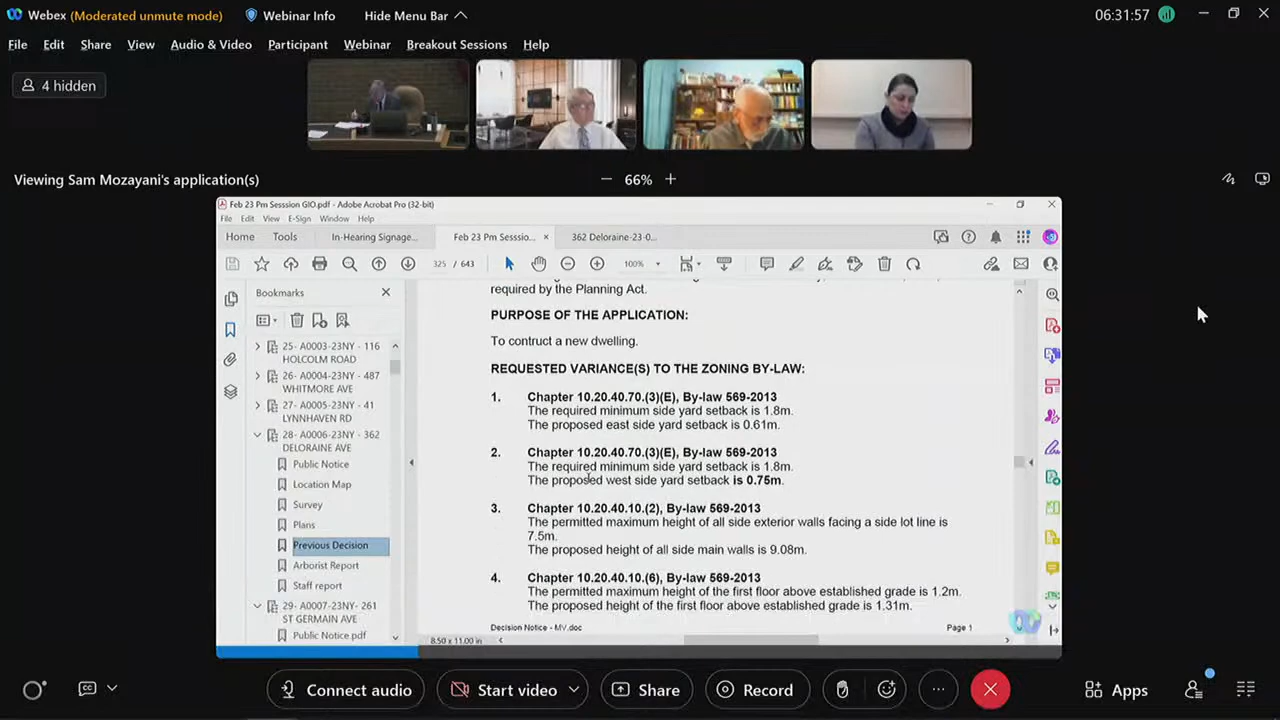 Webex (Moderated unmute mode) Webinar Info Hide Menu Bar 06:31:57
File Edit Share View Audio & Video Participant Webinar Breakout Sessions Help
4 hidden
Viewing Sam Mozayani's application(s) 66%
Feb 23 Pm Sesssion GIO.pdf - Adobe Acrobat Pro (32-bit)
File Edit View E-Sign Window Help
Home Tools In-Hearing Signage... Feb 23 Pm Sesssio... × 362 Deloraine-23-0...
325 / 643 100%
Bookmarks
25- A0003-23NY - 116
HOLCOLM ROAD
26- A0004-23NY - 487
WHITMORE AVE
27- A0005-23NY - 41
LYNNHAVEN RD
28- A0006-23NY - 362
DELORAINE AVE
Public Notice
Location Map
Survey
Plans
Previous Decision
Arborist Report
Staff report
29- A0007-23NY- 261
ST GERMAIN AVE
Public Notice pdf
required by the Planning Act.
PURPOSE OF THE APPLICATION:
To contruct a new dwelling.
REQUESTED VARIANCE(S) TO THE ZONING BY-LAW:
1. Chapter 10.20.40.70.(3)(E), By-law 569-2013
The required minimum side yard setback is 1.8m.
The proposed east side yard setback is 0.61m.
2. Chapter 10.20.40.70.(3)(E), By-law 569-2013
The required minimum side yard setback is 1.8m.
The proposed west side yard setback is 0.75m.
3. Chapter 10.20.40.10.(2), By-law 569-2013
The permitted maximum height of all side exterior walls facing a side lot line is
7.5m.
The proposed height of all side main walls is 9.08m.
4. Chapter 10.20.40.10.(6), By-law 569-2013
The permitted maximum height of the first floor above established grade is 1.2m.
The proposed height of the first floor above established grade is 1.31m.
Decision Notice - MV.doc Page 1
8.50 x 11.00 in
Connect audio Start video Share Record Apps